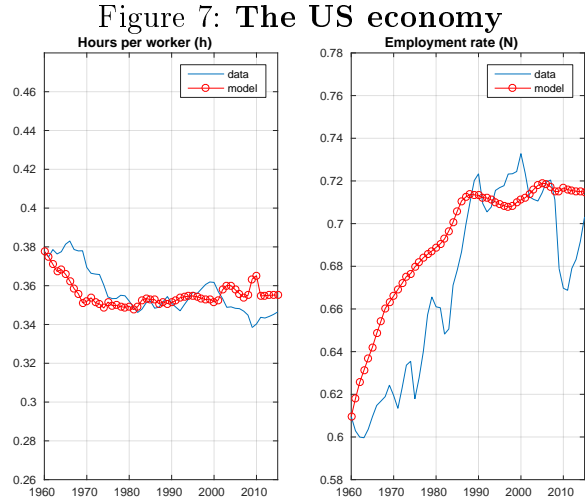 Figure 7: The US economy
Hours per worker (h)
data
model
0.46
0.44
0.42
0.4
0.38
0.36
0.34
0.32
0.3
0.28
0.26
1960 1970 1980 1990 2000 2010
Employment rate (N)
data
model
0.78
0.76
0.74
0.72
0.7
0.68
0.66
0.64
0.62
0.6
0.58
1960 1970 1980 1990 2000 2010